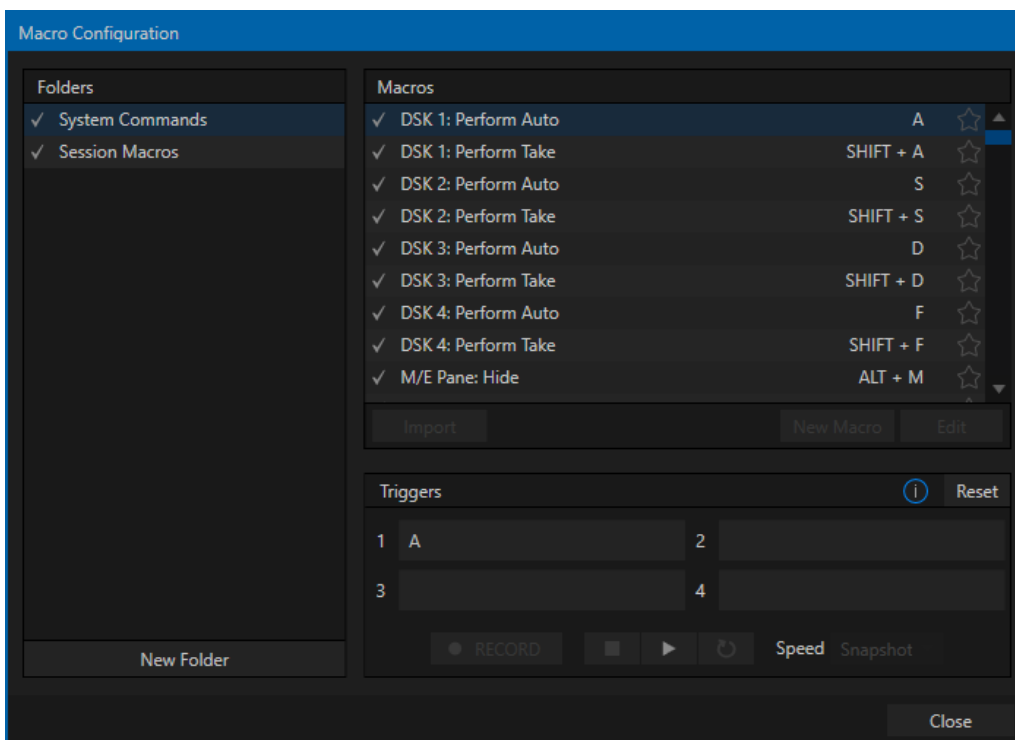 Macro Configuration
Folders
System Commands
Session Macros
New Folder
Macros
DSK 1: Perform Auto A
DSK 1: Perform Take SHIFT + A
DSK 2: Perform Auto S
DSK 2: Perform Take SHIFT + S
DSK 3: Perform Auto D
DSK 3: Perform Take SHIFT + D
DSK 4: Perform Auto F
DSK 4: Perform Take SHIFT + F
M/E Pane: Hide ALT + M
Import New Macro Edit
Triggers i Reset
1 A 2
3 4
RECORD Speed Snapshot
Close